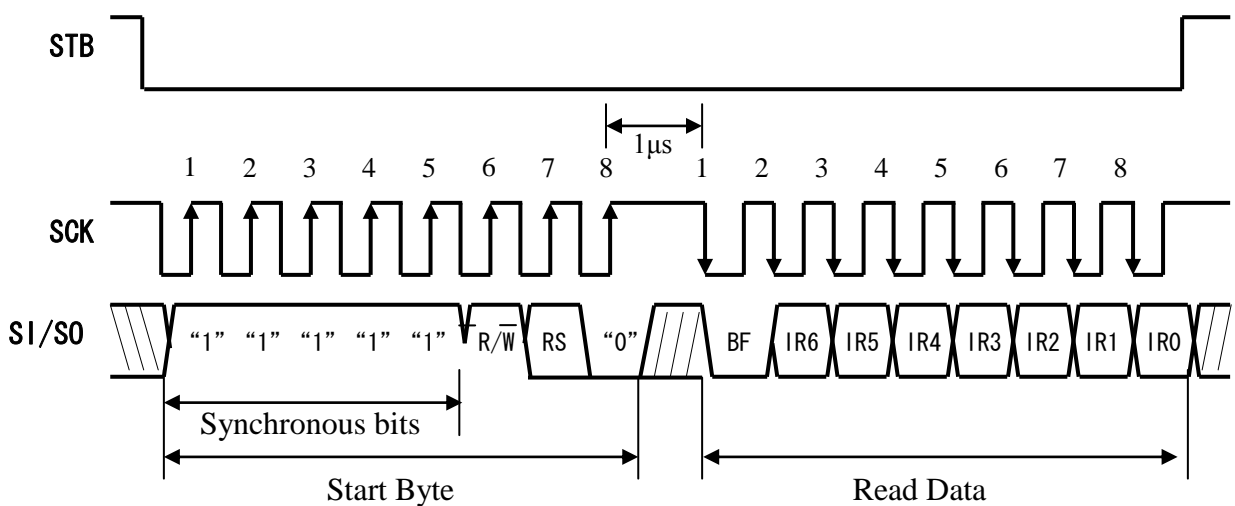 STB
1μs
1 2 3 4 5 6 7 8 1 2 3 4 5 6 7 8
SCK
SI/SO “1” “1” “1” “1” “1” R/W̅ RS “0” BF IR6 IR5 IR4 IR3 IR2 IR1 IR0
Synchronous bits
Start Byte Read Data